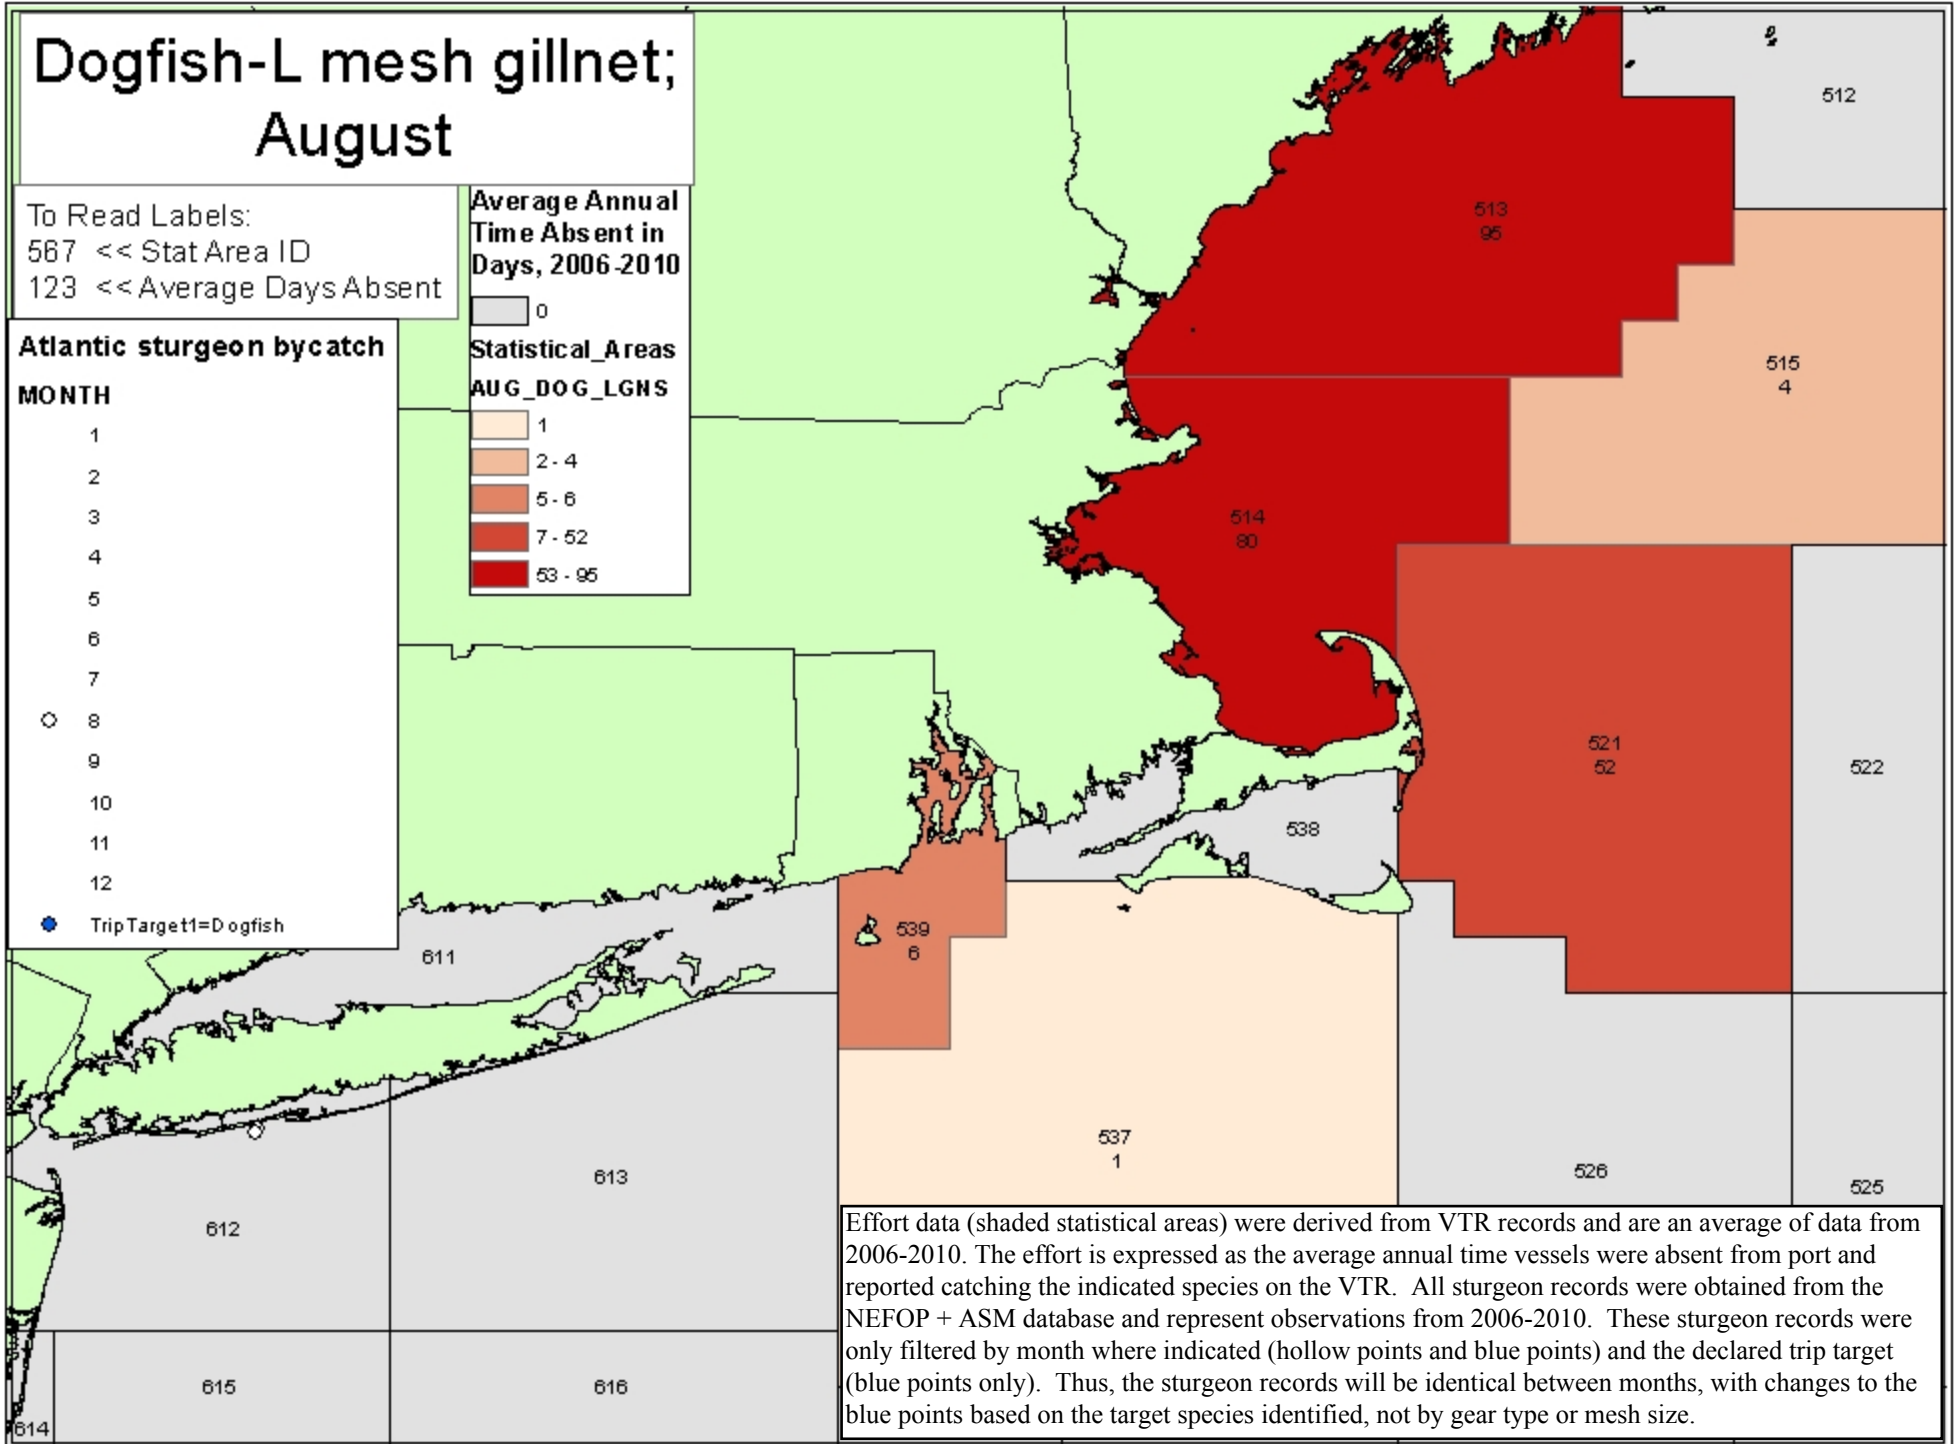 Dogfish-L mesh gillnet;
August
To Read Labels:
567 << Stat Area ID
123 << Average Days Absent
Average Annual
Time Absent in
Days, 2006-2010
0
Statistical_Areas
AUG_DOG_LGNS
1
2 - 4
5 - 6
7 - 52
53 - 95
Atlantic sturgeon bycatch
MONTH
1
2
3
4
5
6
7
8
9
10
11
12
TripTarget1=Dogfish
512
513
95
515
4
514
80
521
52
522
538
539
6
611
537
1
526
525
613
612
615
616
614
Effort data (shaded statistical areas) were derived from VTR records and are an average of data from
2006-2010. The effort is expressed as the average annual time vessels were absent from port and
reported catching the indicated species on the VTR.  All sturgeon records were obtained from the
NEFOP + ASM database and represent observations from 2006-2010.  These sturgeon records were
only filtered by month where indicated (hollow points and blue points) and the declared trip target
(blue points only).  Thus, the sturgeon records will be identical between months, with changes to the
blue points based on the target species identified, not by gear type or mesh size.